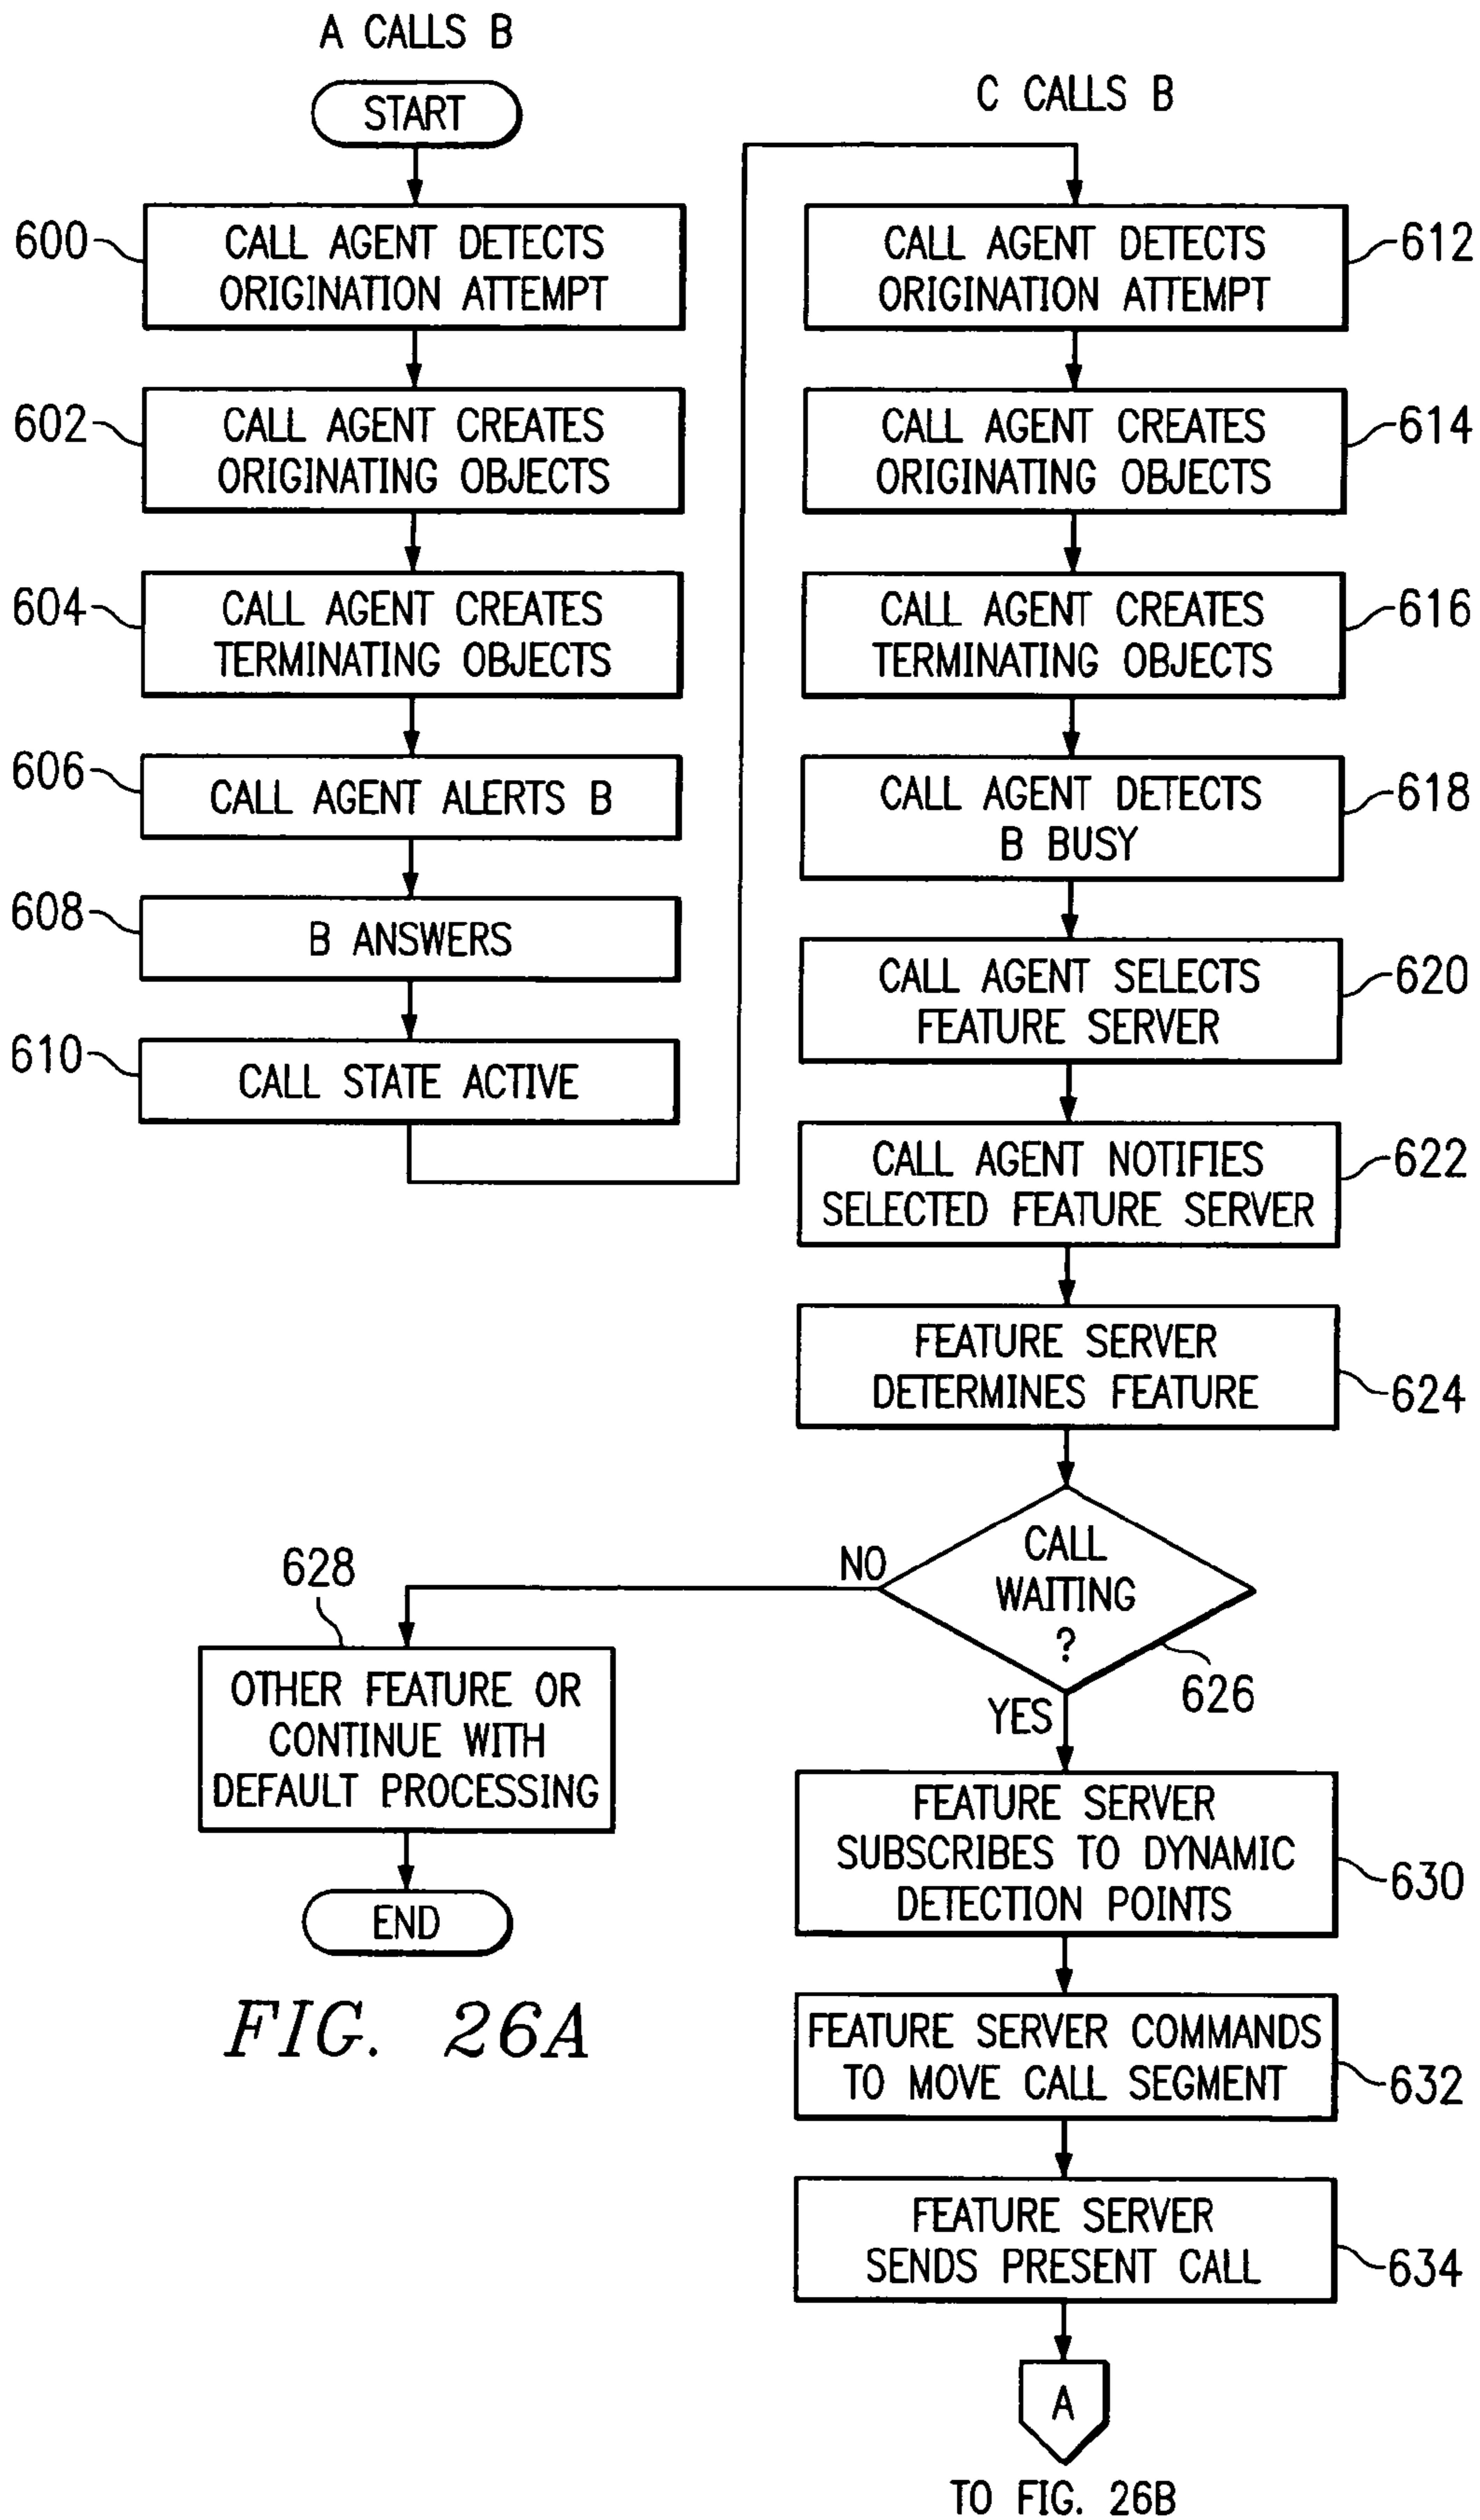 A CALLS B
START
600
CALL AGENT DETECTS
ORIGINATION ATTEMPT
602
CALL AGENT CREATES
ORIGINATING OBJECTS
604
CALL AGENT CREATES
TERMINATING OBJECTS
606
CALL AGENT ALERTS B
608
B ANSWERS
610
CALL STATE ACTIVE
C CALLS B
CALL AGENT DETECTS
ORIGINATION ATTEMPT
612
CALL AGENT CREATES
ORIGINATING OBJECTS
614
CALL AGENT CREATES
TERMINATING OBJECTS
616
CALL AGENT DETECTS
B BUSY
618
CALL AGENT SELECTS
FEATURE SERVER
620
CALL AGENT NOTIFIES
SELECTED FEATURE SERVER
622
FEATURE SERVER
DETERMINES FEATURE
624
CALL
WAITING
?
626
NO
628
OTHER FEATURE OR
CONTINUE WITH
DEFAULT PROCESSING
END
YES
FEATURE SERVER
SUBSCRIBES TO DYNAMIC
DETECTION POINTS
630
FEATURE SERVER COMMANDS
TO MOVE CALL SEGMENT
632
FEATURE SERVER
SENDS PRESENT CALL
634
A
TO FIG. 26B
FIG. 26A